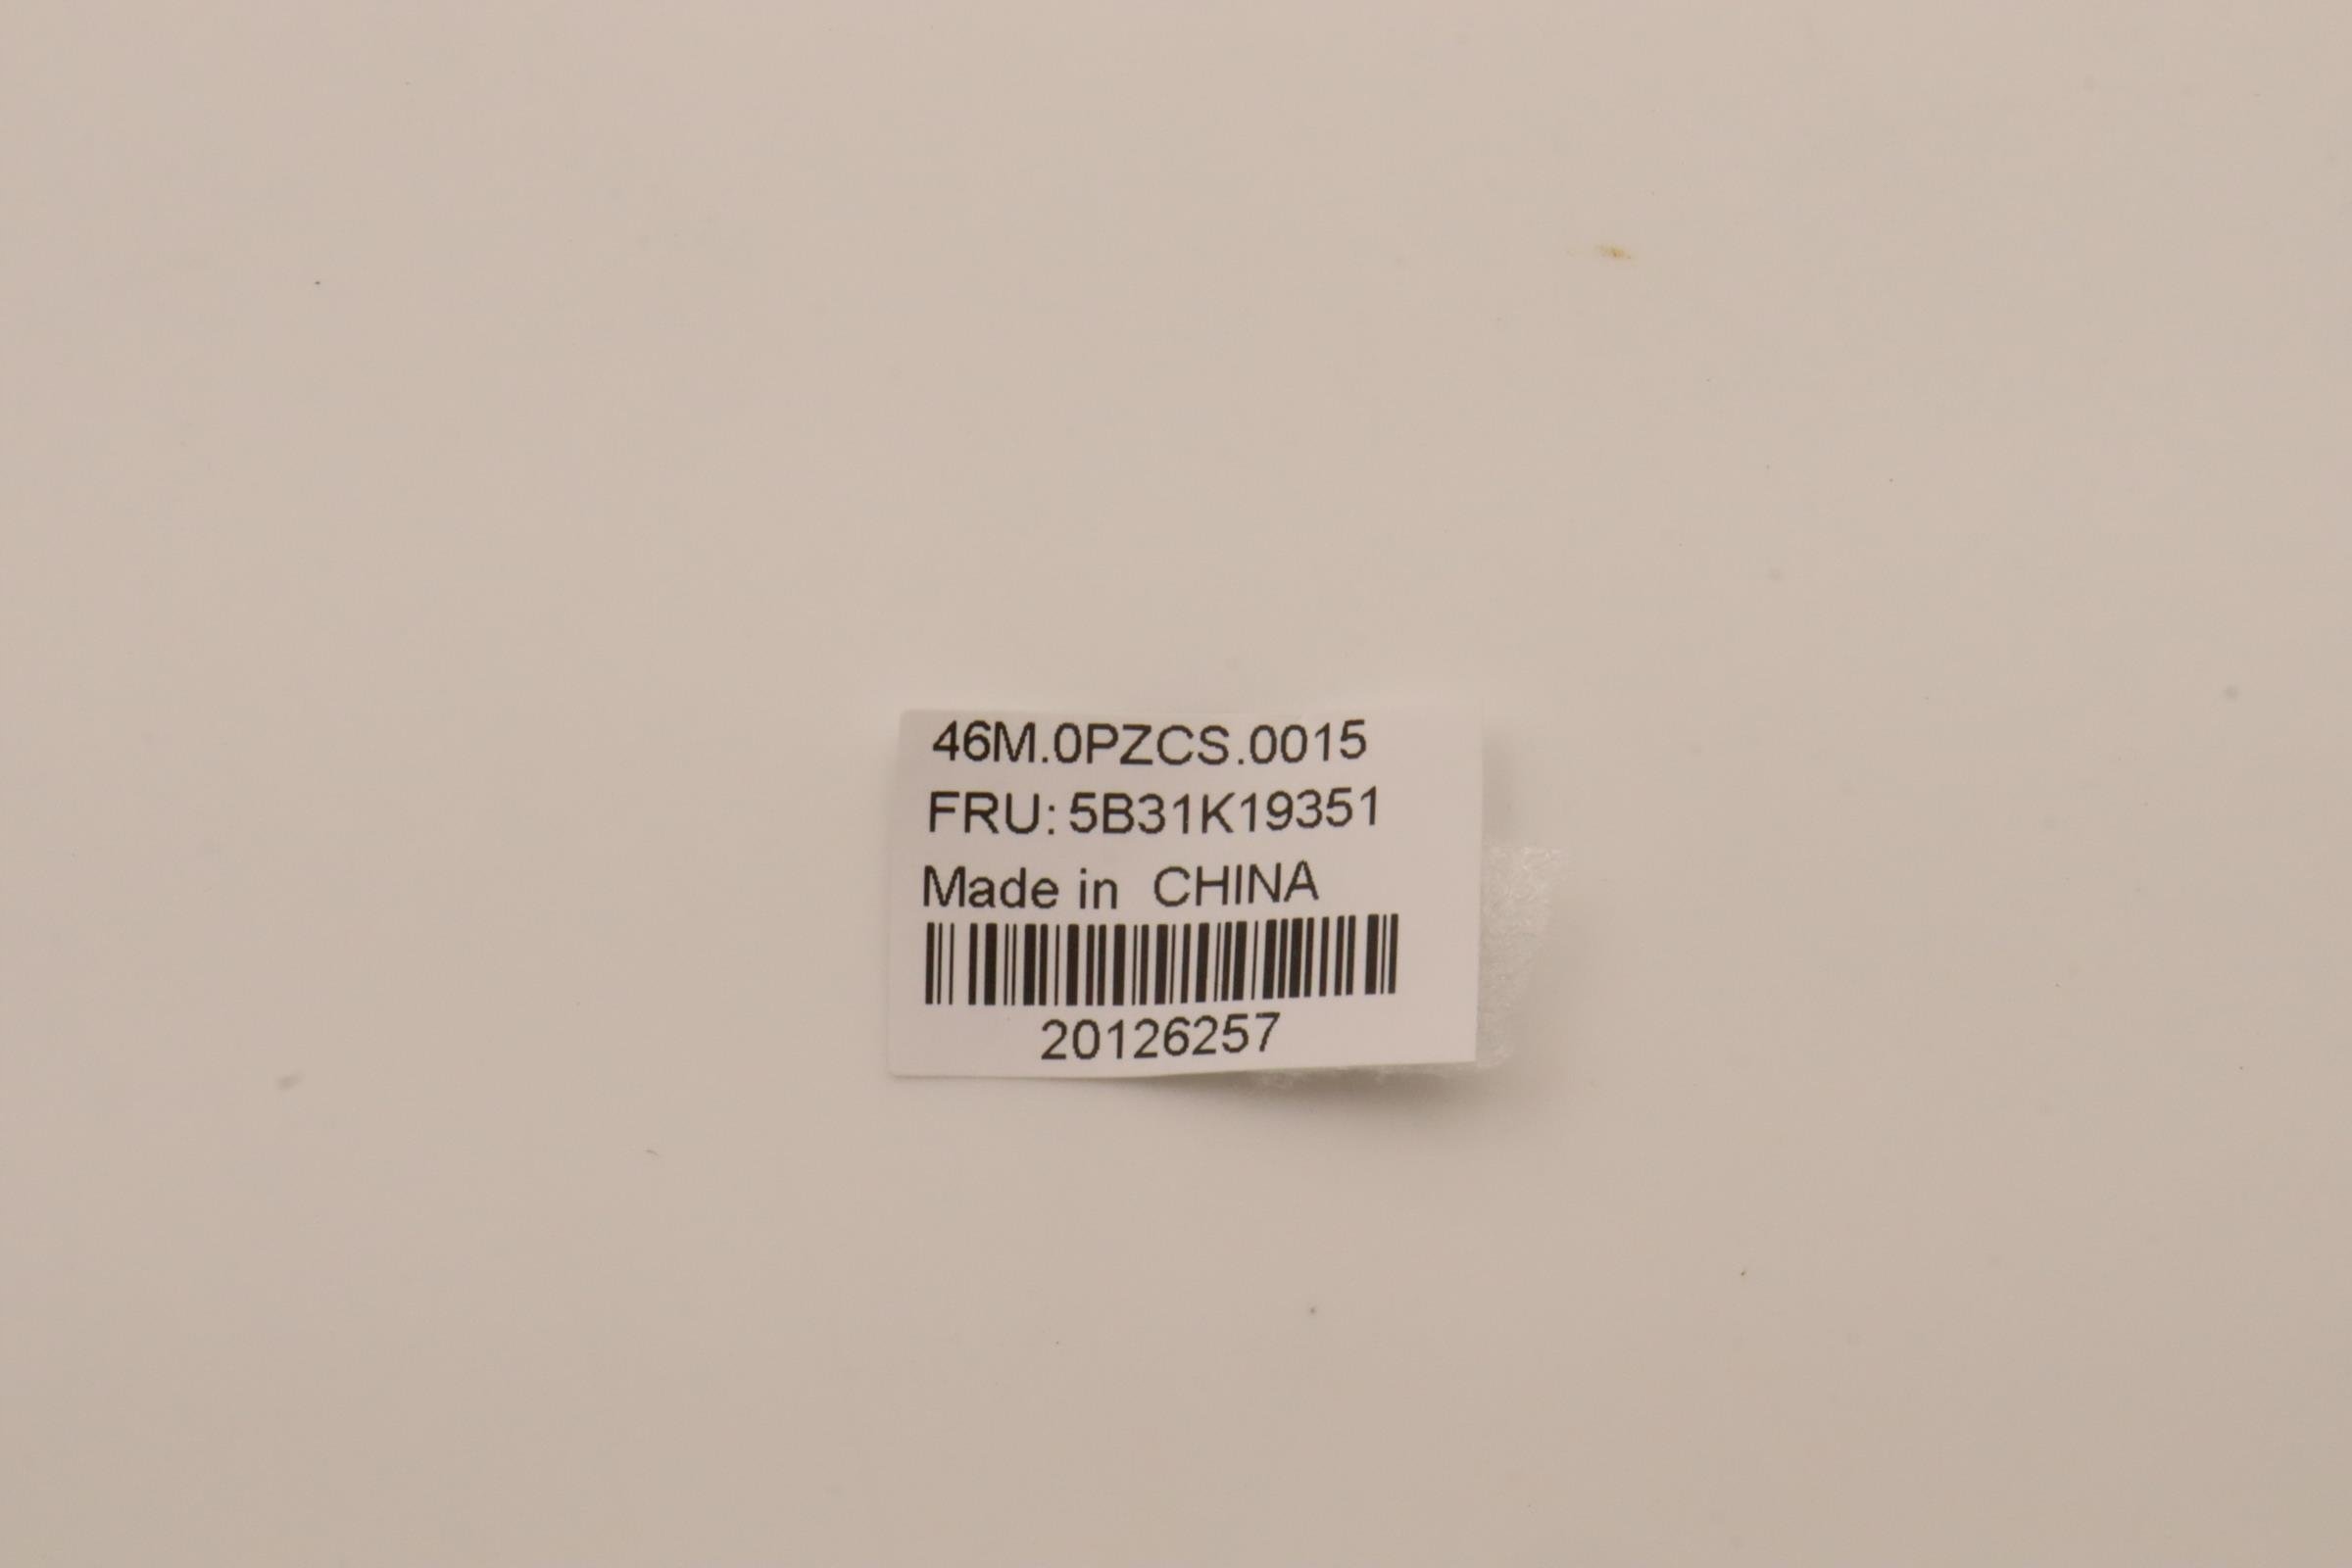 46M.0PZCS.0015
FRU: 5B31K19351
Made in CHINA
20126257